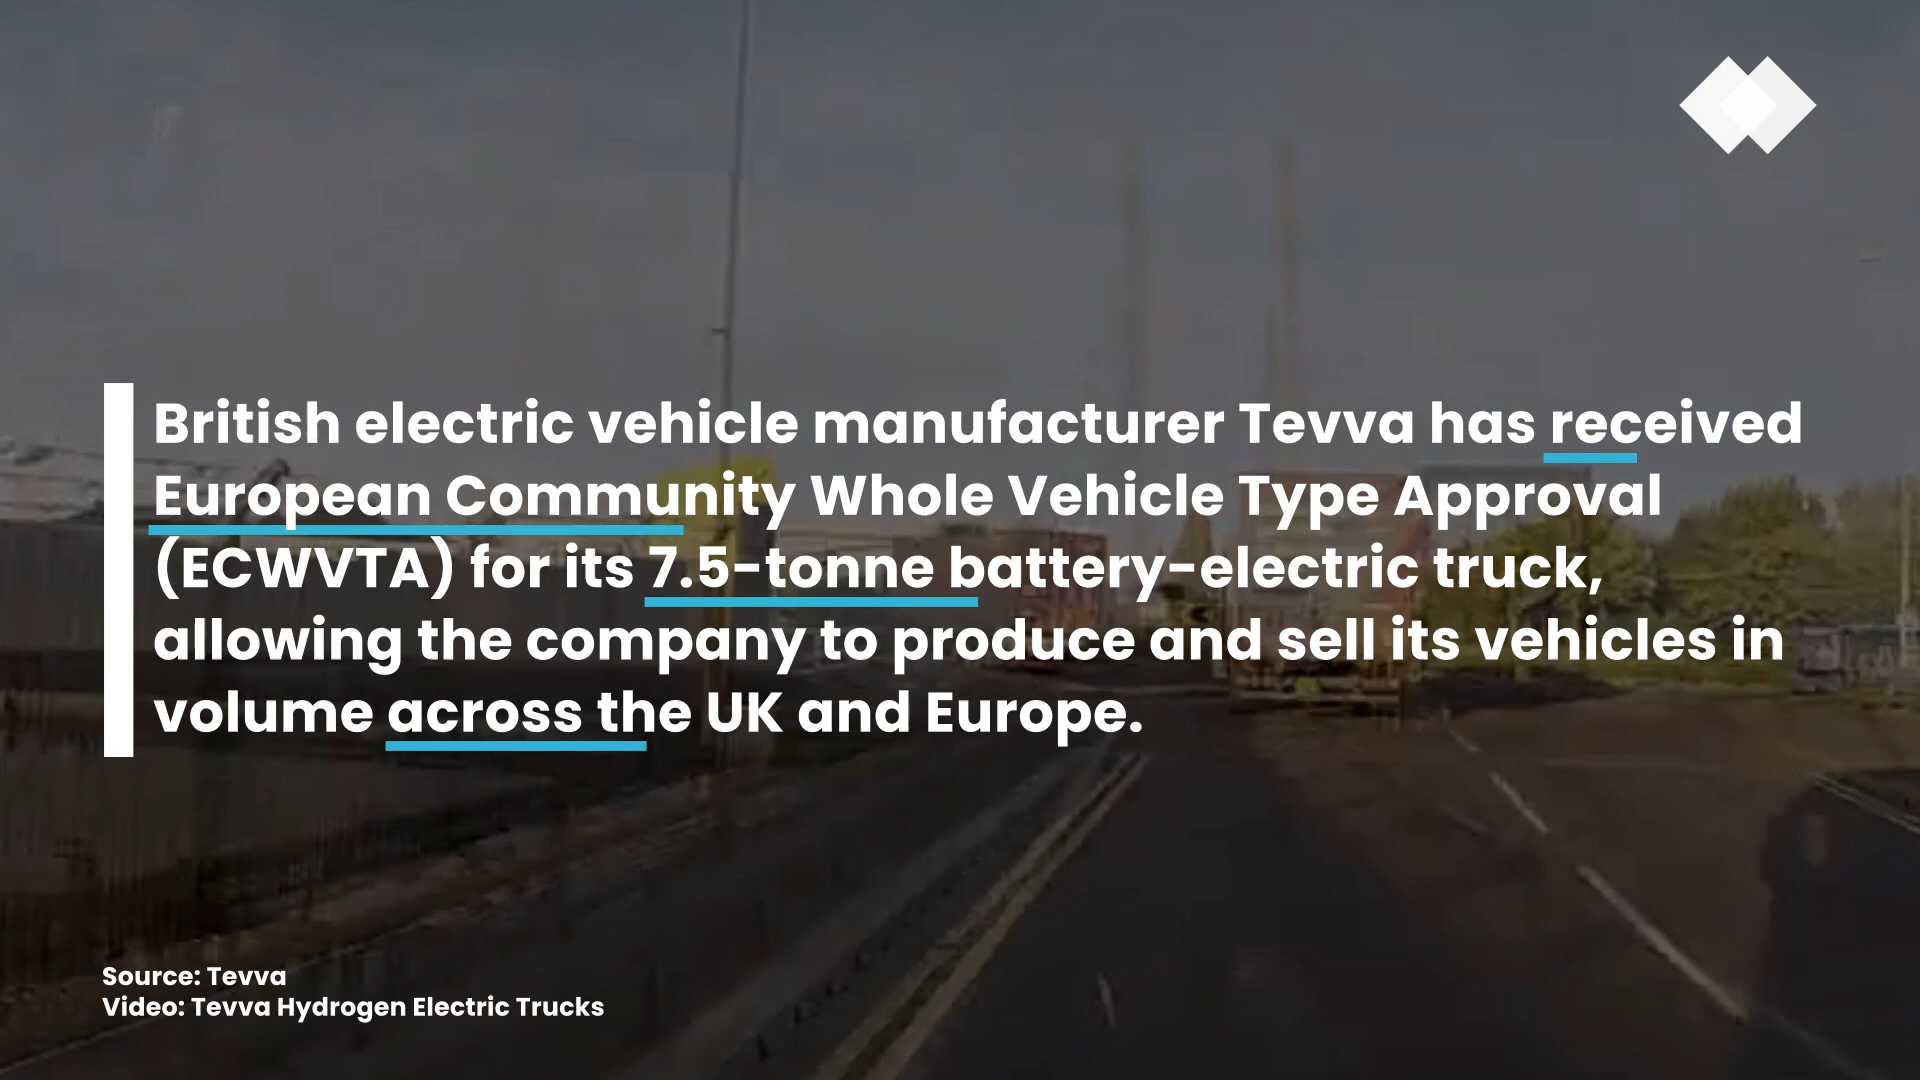 British electric vehicle manufacturer Tevva has received
European Community Whole Vehicle Type Approval
(ECWVTA) for its 7.5-tonne battery-electric truck,
allowing the company to produce and sell its vehicles in
volume across the UK and Europe.
Source: Tevva
Video: Tevva Hydrogen Electric Trucks